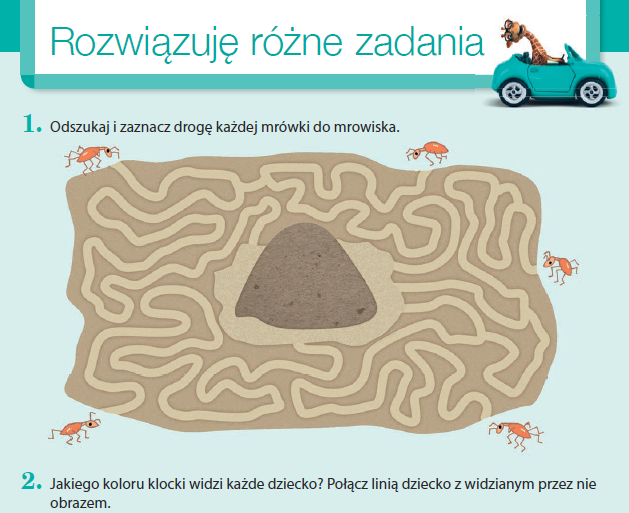 Rozwiązuję różne zadania
1. Odszukaj i zaznacz drogę każdej mrówki do mrowiska.
2. Jakiego koloru klocki widzi każde dziecko? Połącz linią dziecko z widzianym przez nie
obrazem.